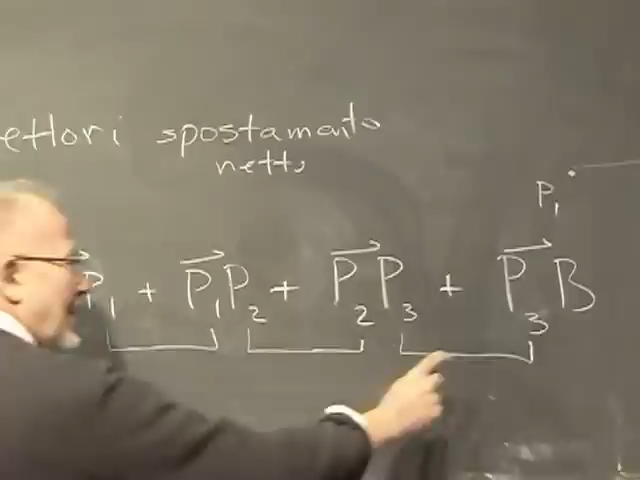 ettori spostamento
netto
P₁
P₁ + P₁P₂ + P₂P₃ + P₃B